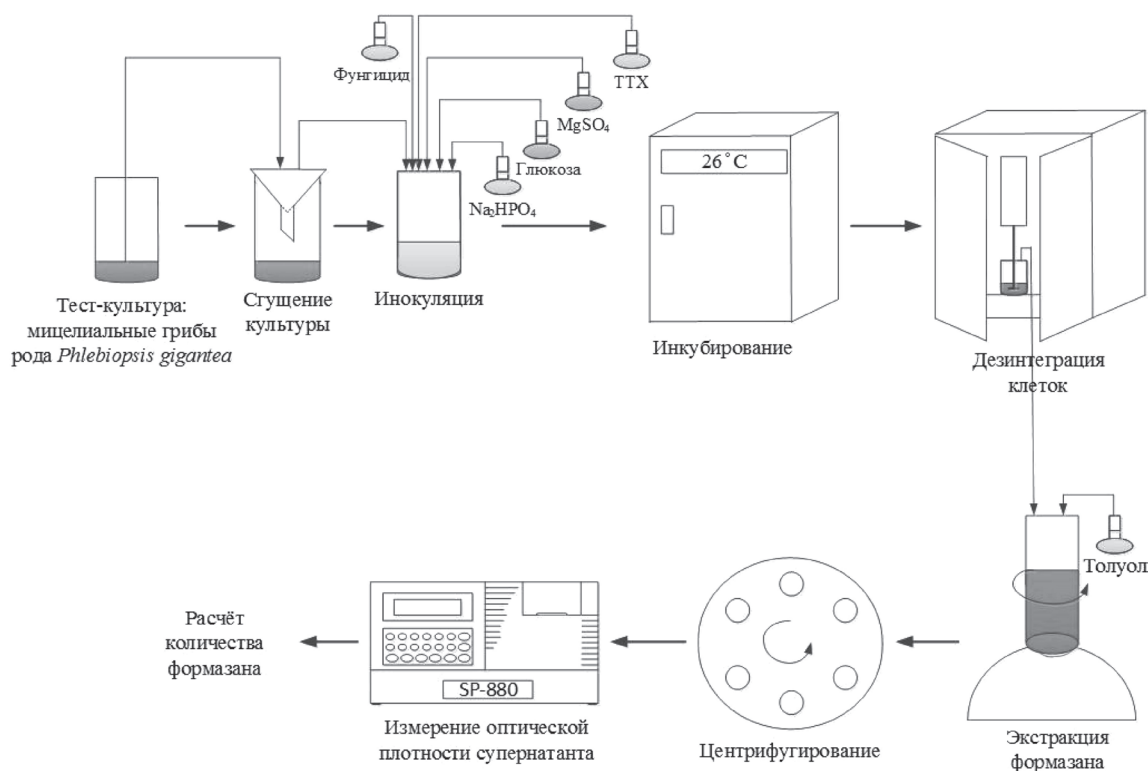 Фунгицид
ТТХ
MgSO₄
Глюкоза
Na₂HPO₄
26°C
Тест-культура:
мицелиальные грибы
рода Phlebiopsis gigantea
Сгущение
культуры
Инокуляция
Инкубирование
Дезинтеграция
клеток
Толуол
Расчёт
количества
формазана
SP-880
Измерение оптической
плотности супернатанта
Центрифугирование
Экстракция
формазана